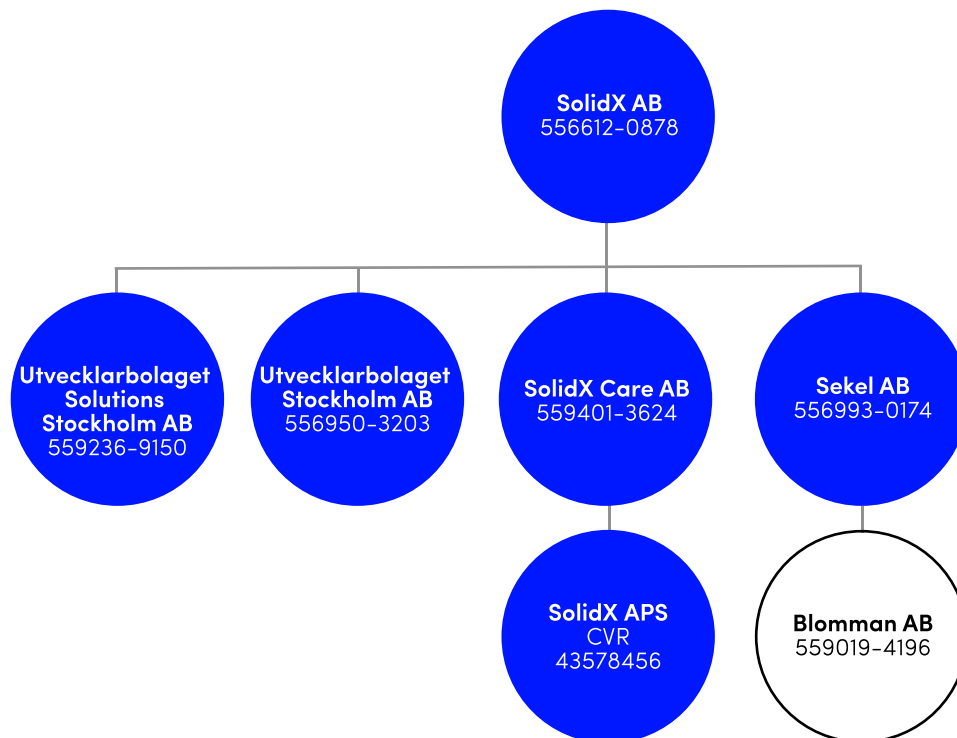 SolidX AB
556612-0878
Utvecklarbolaget
Solutions
Stockholm AB
559236-9150
Utvecklarbolaget
Stockholm AB
556950-3203
SolidX Care AB
559401-3624
Sekel AB
556993-0174
SolidX APS
CVR
43578456
Blomman AB
559019-4196